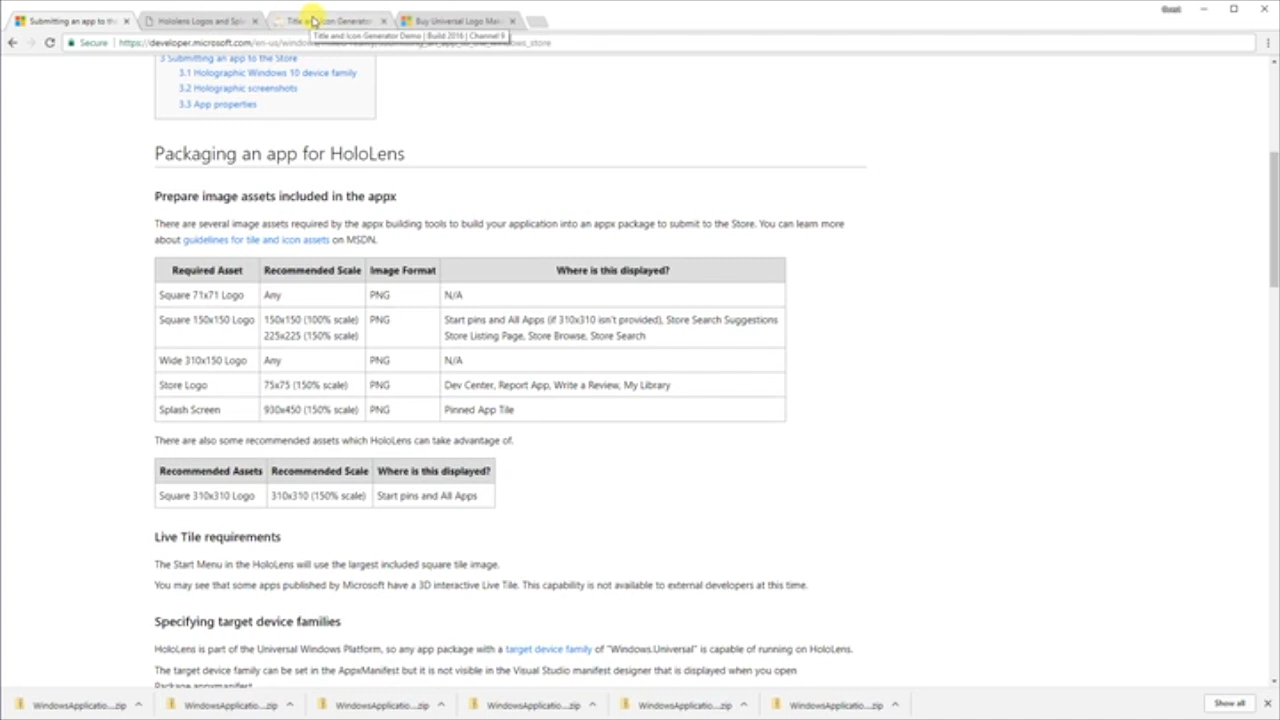 Submitting an app to the
Hololens Logos and Spl
Title and Icon Generator
Buy Universal Logo Mak
Title and Icon Generator Demo | Build 2016 | Channel 9
Secure
https://developer.microsoft.com/en-us/window
store
3 Submitting an app to the Store
3.1 Holographic Windows 10 device family
3.2 Holographic screenshots
3.3 App properties
Packaging an app for HoloLens
Prepare image assets included in the appx
There are several image assets required by the appx building tools to build your application into an appx package to submit to the Store. You can learn more
about guidelines for tile and icon assets on MSDN.
Required Asset Recommended Scale Image Format Where is this displayed?
Square 71x71 Logo Any PNG N/A
Square 150x150 Logo 150x150 (100% scale) PNG Start pins and All Apps (if 310x310 isn't provided), Store Search Suggestions
225x225 (150% scale) Store Listing Page, Store Browse, Store Search
Wide 310x150 Logo Any PNG N/A
Store Logo 75x75 (150% scale) PNG Dev Center, Report App, Write a Review, My Library
Splash Screen 930x450 (150% scale) PNG Pinned App Tile
There are also some recommended assets which HoloLens can take advantage of.
Recommended Assets Recommended Scale Where is this displayed?
Square 310x310 Logo 310x310 (150% scale) Start pins and All Apps
Live Tile requirements
The Start Menu in the HoloLens will use the largest included square tile image.
You may see that some apps published by Microsoft have a 3D interactive Live Tile. This capability is not available to external developers at this time.
Specifying target device families
HoloLens is part of the Universal Windows Platform, so any app package with a target device family of "Windows.Universal" is capable of running on HoloLens.
The target device family can be set in the AppxManifest but it is not visible in the Visual Studio manifest designer that is displayed when you open
Package.appxmanifest.
WindowsApplicatio....zip WindowsApplicatio....zip WindowsApplicatio....zip WindowsApplicatio....zip WindowsApplicatio....zip WindowsApplicatio....zip Show all